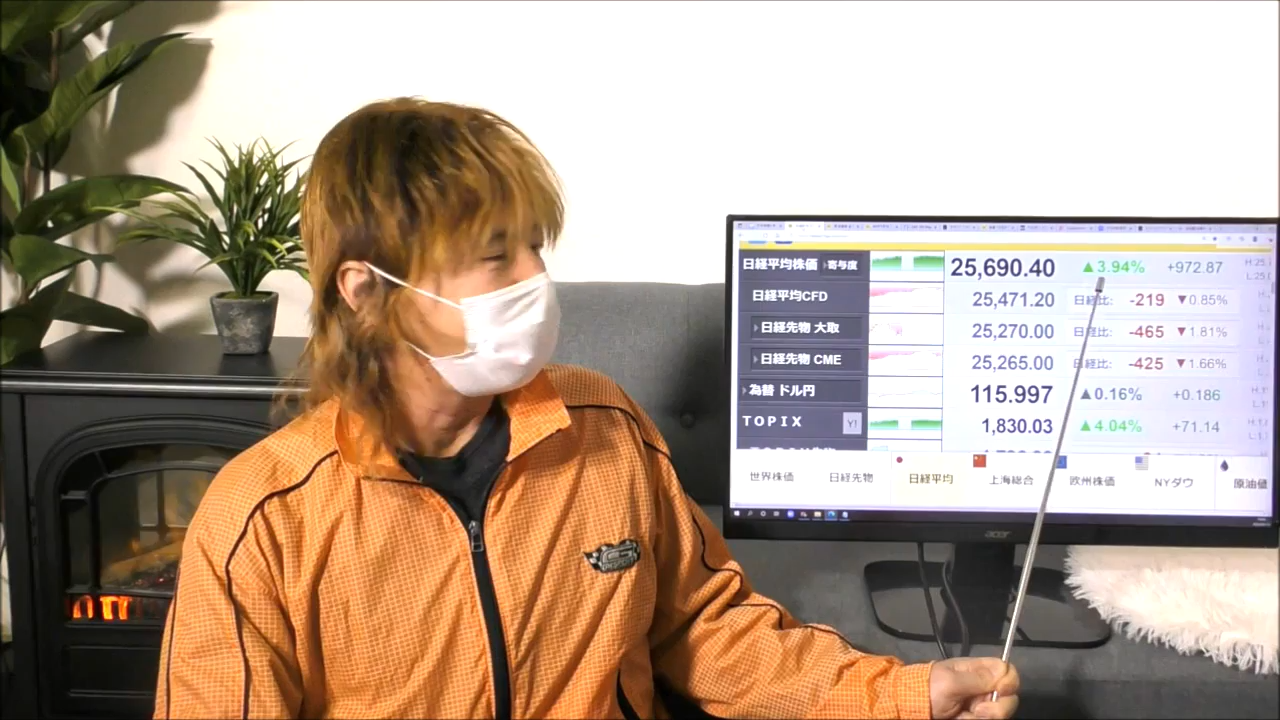 日経平均株価 寄与度 25,690.40 ▲3.94% +972.87
日経平均CFD 25,471.20 日経比: -219 ▼0.85%
日経先物 大取 25,270.00 日経比: -465 ▼1.81%
日経先物 CME 25,265.00 日経比: -425 ▼1.66%
為替 ドル円 115.997 ▲0.16% +0.186
TOPIX Y! 1,830.03 ▲4.04% +71.14
世界株価 日経先物 日経平均 上海総合 欧州株価 NYダウ 原油値
acer